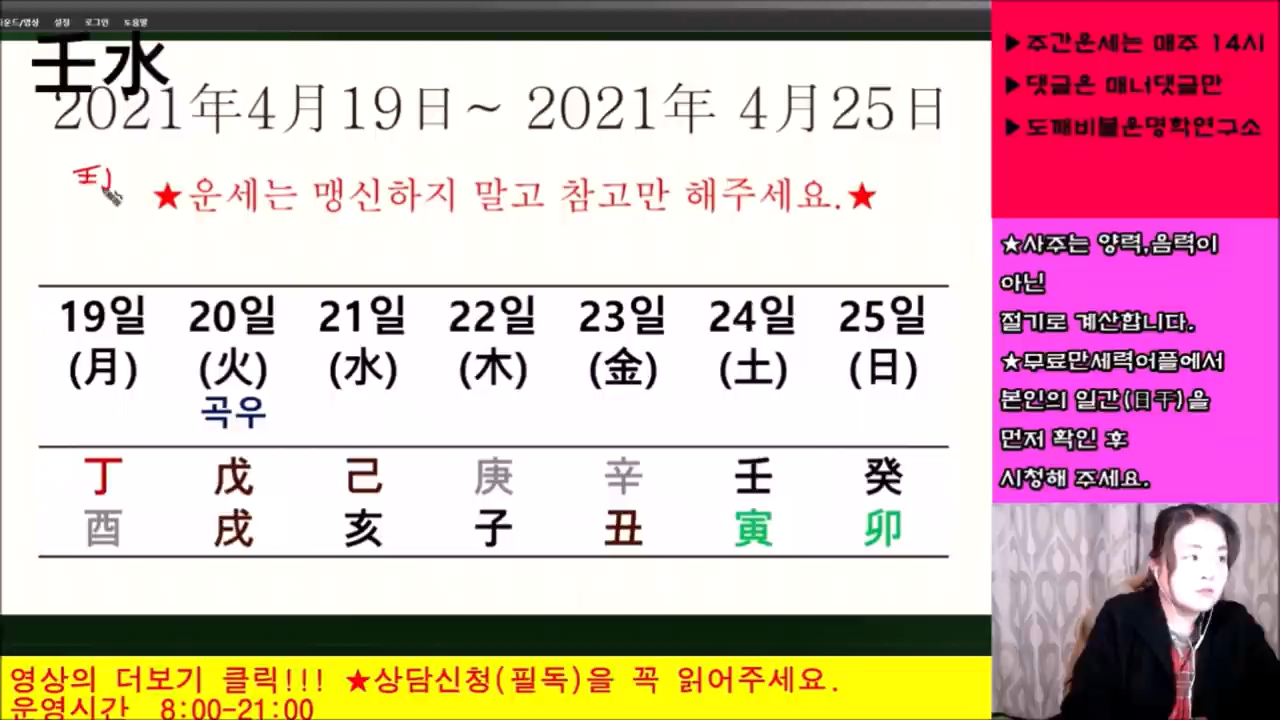 설정 로그인 도움말
壬水
2021年4月19日~ 2021年 4月25日
★운세는 맹신하지 말고 참고만 해주세요.★
19일 20일 21일 22일 23일 24일 25일
(月) (火) (水) (木) (金) (土) (日)
곡우
丁 戊 己 庚 辛 壬 癸
酉 戌 亥 子 丑 寅 卯
영상의 더보기 클릭!!! ★상담신청(필독)을 꼭 읽어주세요.
운영시간 8:00-21:00
▶주간운세는 매주 14시
▶댓글은 매너댓글만
▶도깨비불운명학연구소
★사주는 양력,음력이
아닌
절기로 계산합니다.
★무료만세력어플에서
본인의 일간(日干)을
먼저 확인 후
시청해 주세요.